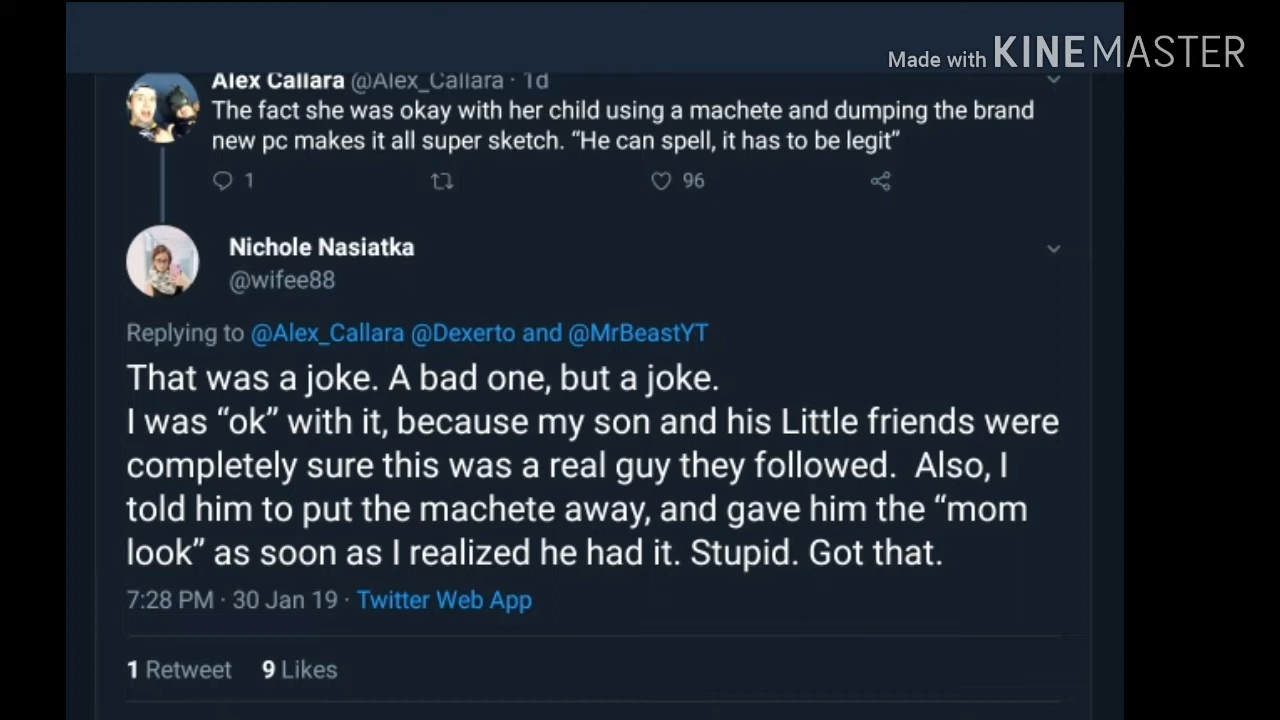 Made with KINEMASTER
Alex Callara @Alex_Callara · 1d
The fact she was okay with her child using a machete and dumping the brand
new pc makes it all super sketch. “He can spell, it has to be legit”
1 96
Nichole Nasiatka
@wifee88
Replying to @Alex_Callara @Dexerto and @MrBeastYT
That was a joke. A bad one, but a joke.
I was “ok” with it, because my son and his Little friends were
completely sure this was a real guy they followed. Also, I
told him to put the machete away, and gave him the “mom
look” as soon as I realized he had it. Stupid. Got that.
7:28 PM · 30 Jan 19 · Twitter Web App
1 Retweet 9 Likes